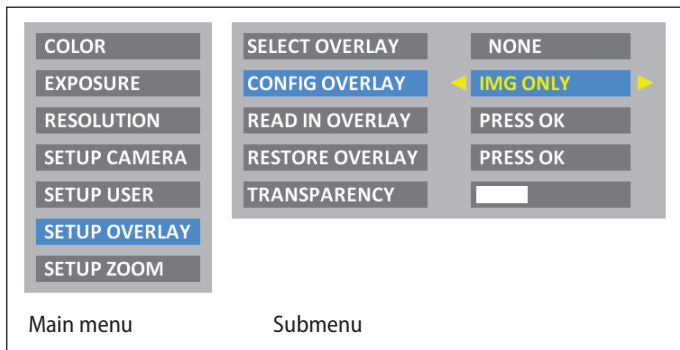 COLOR
EXPOSURE
RESOLUTION
SETUP CAMERA
SETUP USER
SETUP OVERLAY
SETUP ZOOM
SELECT OVERLAY NONE
CONFIG OVERLAY IMG ONLY
READ IN OVERLAY PRESS OK
RESTORE OVERLAY PRESS OK
TRANSPARENCY
Main menu Submenu